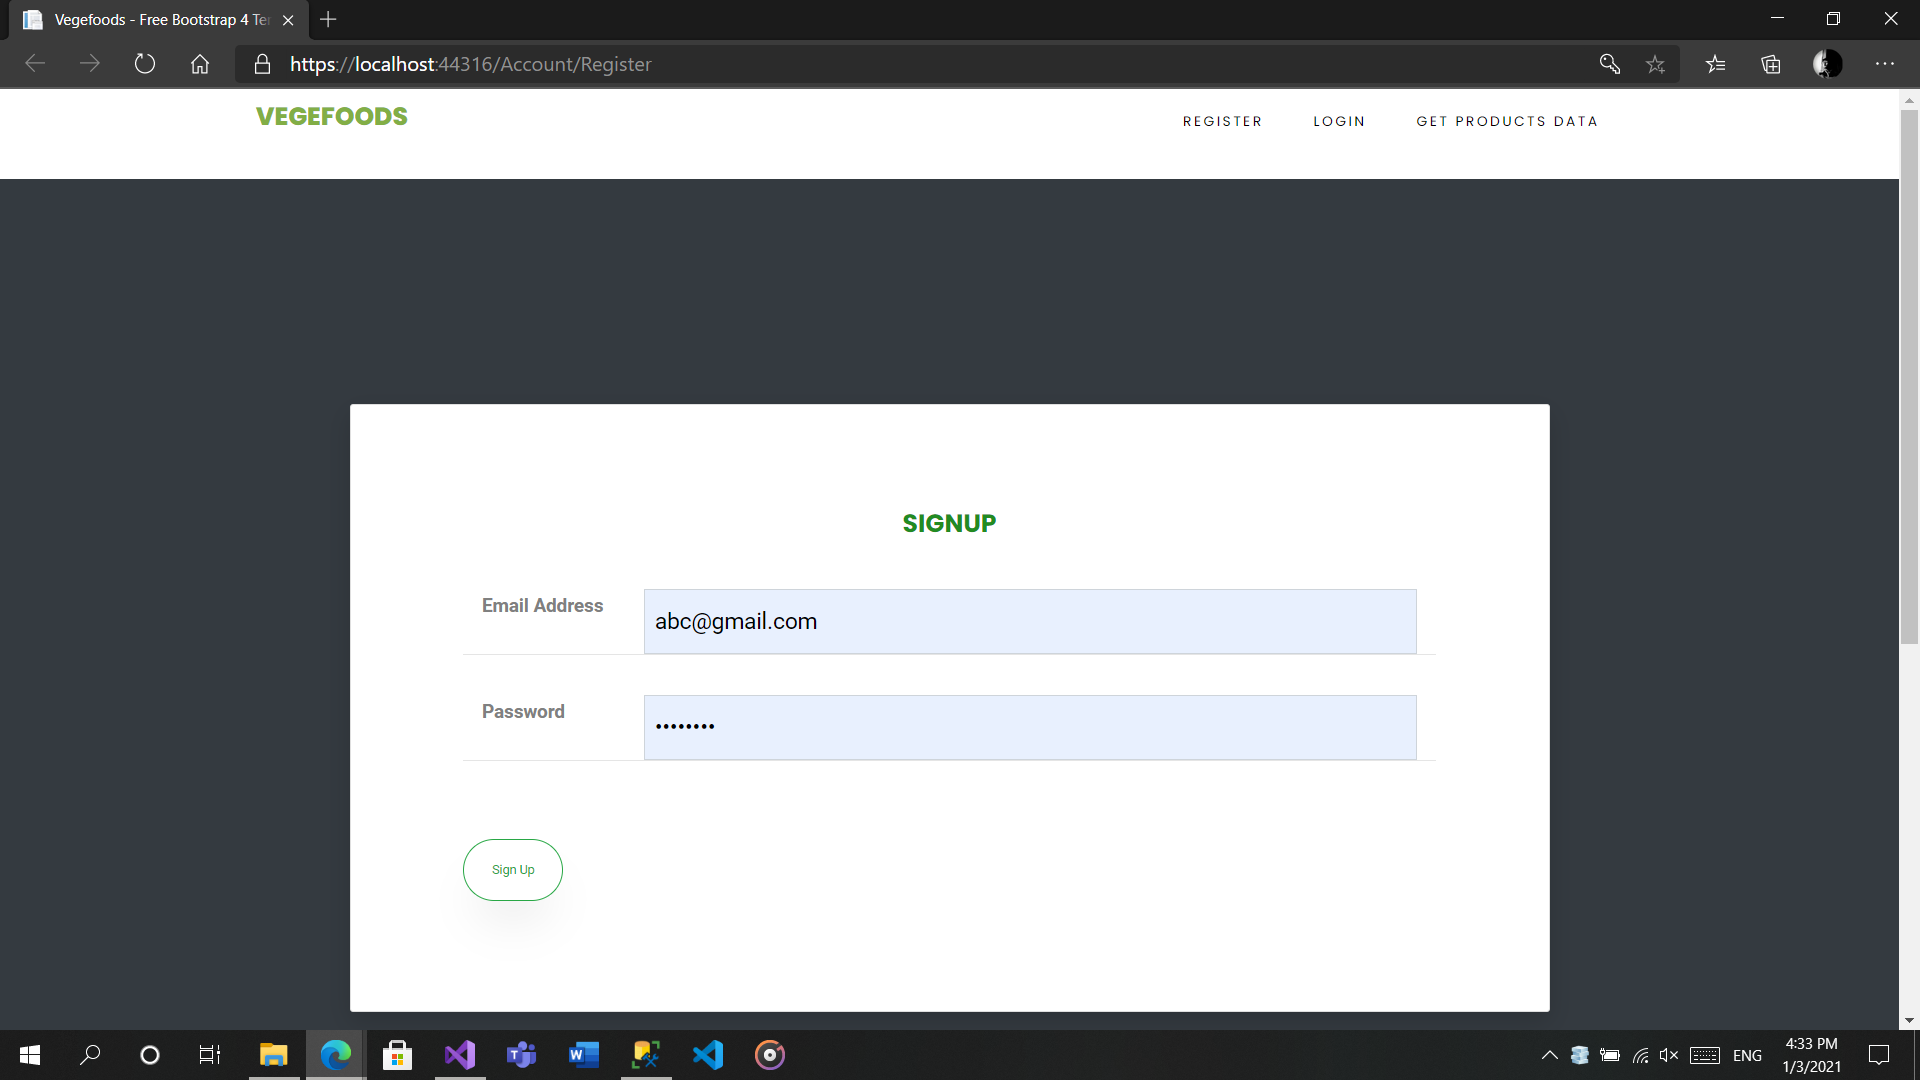 Vegefoods - Free Bootstrap 4 Te
https://localhost:44316/Account/Register
VEGEFOODS
REGISTER LOGIN GET PRODUCTS DATA
SIGNUP
Email Address abc@gmail.com
Password ••••••••
Sign Up
ENG
4:33 PM
1/3/2021